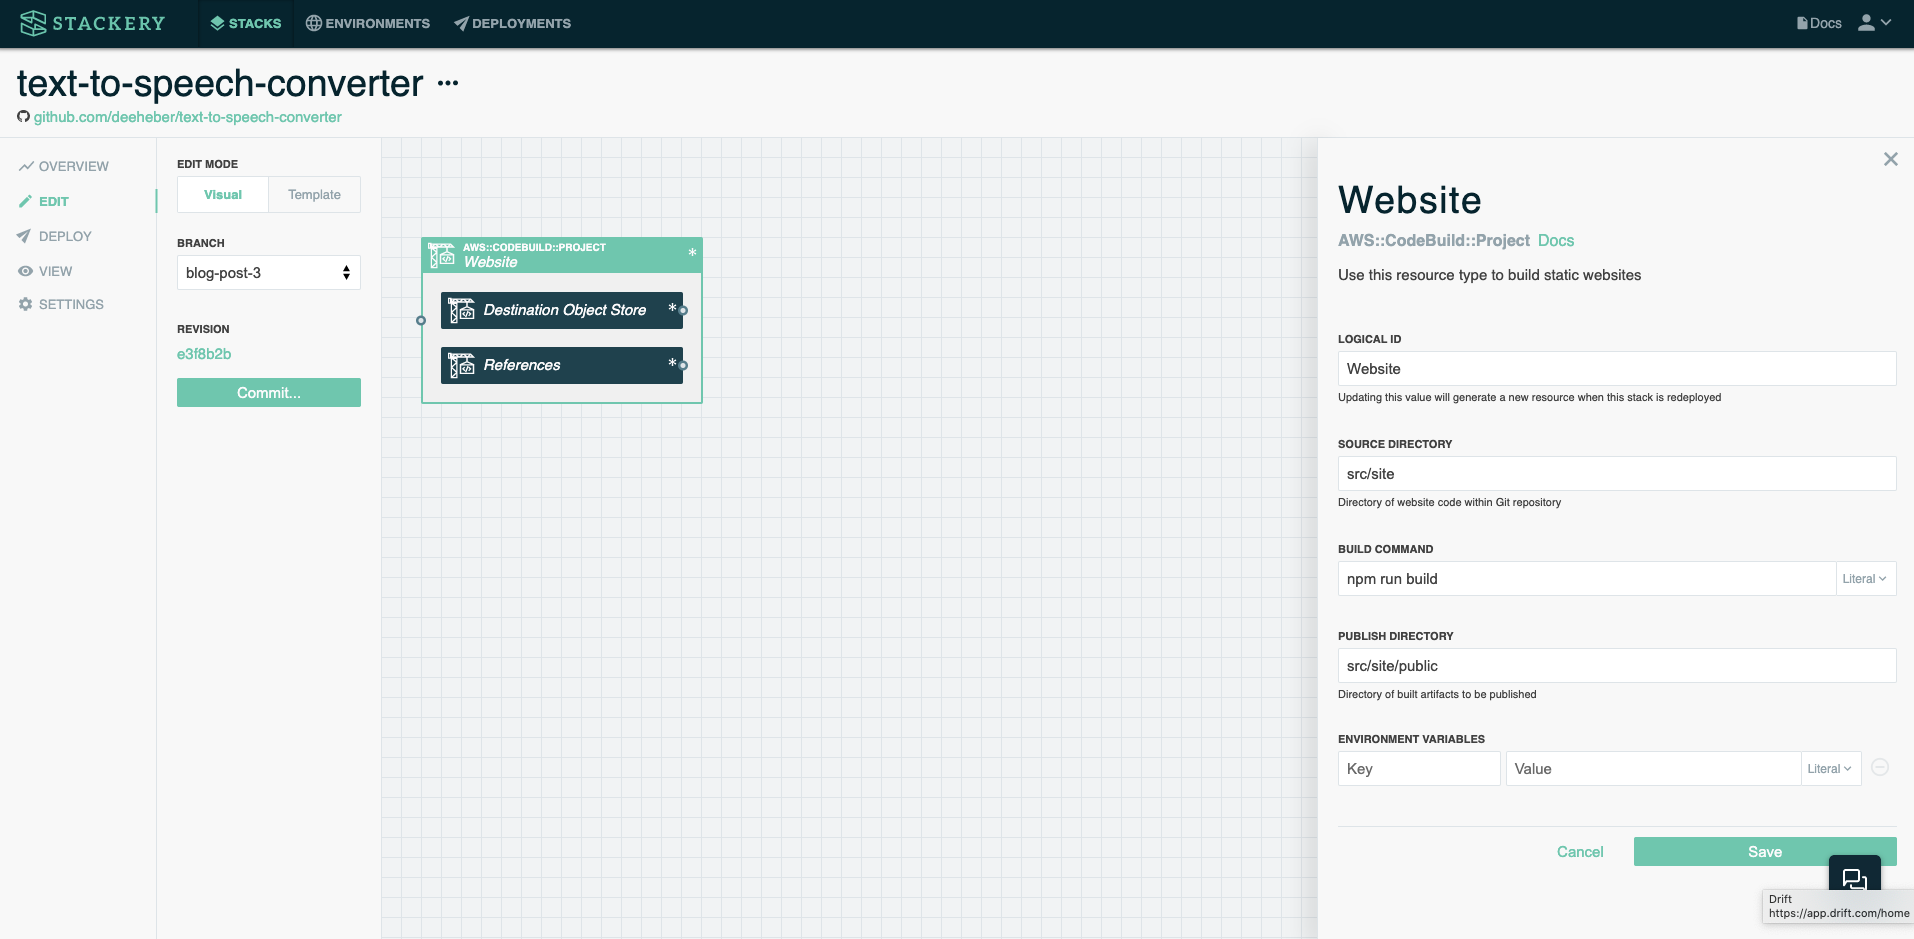 STACKERY
STACKS
ENVIRONMENTS
DEPLOYMENTS
Docs
text-to-speech-converter ···
github.com/deeheber/text-to-speech-converter
OVERVIEW
EDIT
DEPLOY
VIEW
SETTINGS
EDIT MODE
Visual
Template
BRANCH
blog-post-3
REVISION
e3f8b2b
Commit...
AWS::CODEBUILD::PROJECT
Website *
Destination Object Store *
References *
Website
AWS::CodeBuild::Project Docs
Use this resource type to build static websites
LOGICAL ID
Website
Updating this value will generate a new resource when this stack is redeployed
SOURCE DIRECTORY
src/site
Directory of website code within Git repository
BUILD COMMAND
npm run build
Literal
PUBLISH DIRECTORY
src/site/public
Directory of built artifacts to be published
ENVIRONMENT VARIABLES
Key
Value
Literal
Cancel
Save
Drift
https://app.drift.com/home